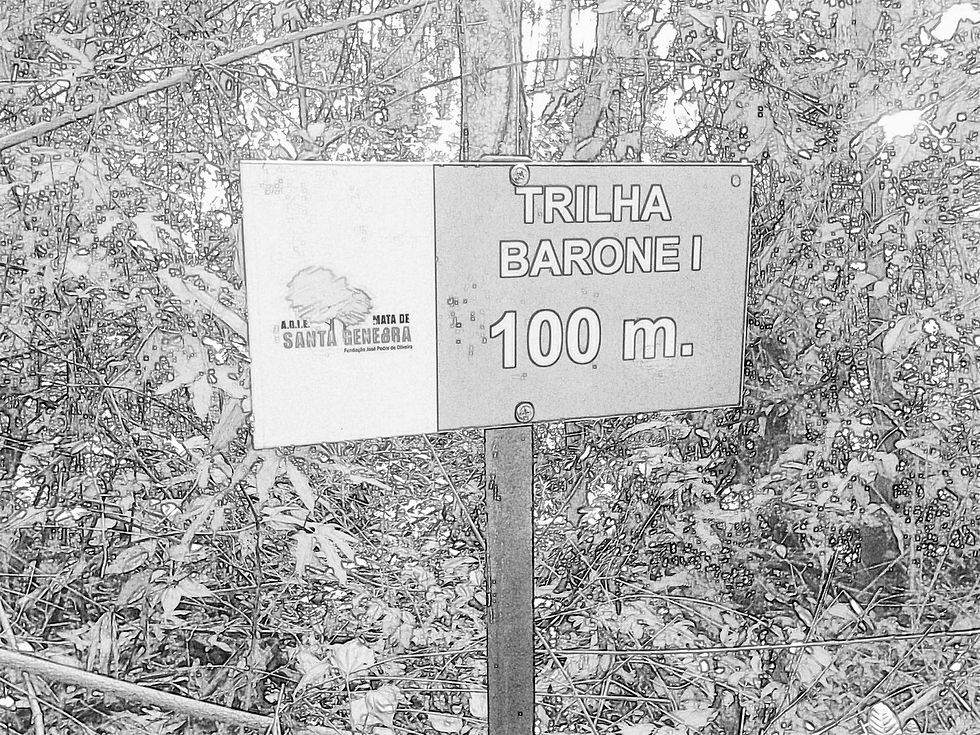 A.R.I.E. MATA DE
SANTA GENEBRA
Fundação José Pedro de Oliveira
TRILHA
BARONE I
100 m.